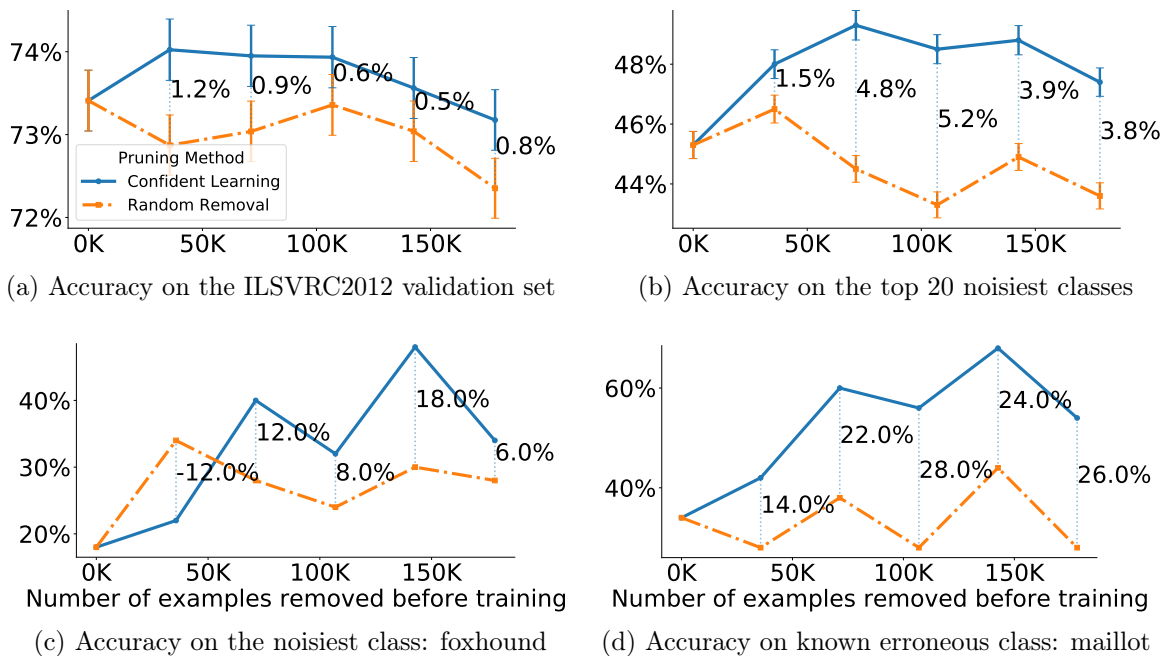 74%
73%
72%
1.2%
0.9%
0.6%
0.5%
0.8%
Pruning Method
Confident Learning
Random Removal
0K 50K 100K 150K
(a) Accuracy on the ILSVRC2012 validation set
48%
46%
44%
1.5%
4.8%
5.2%
3.9%
3.8%
0K 50K 100K 150K
(b) Accuracy on the top 20 noisiest classes
40%
30%
20%
-12.0%
12.0%
8.0%
18.0%
6.0%
0K 50K 100K 150K
Number of examples removed before training
(c) Accuracy on the noisiest class: foxhound
60%
40%
14.0%
22.0%
28.0%
24.0%
26.0%
0K 50K 100K 150K
Number of examples removed before training
(d) Accuracy on known erroneous class: maillot